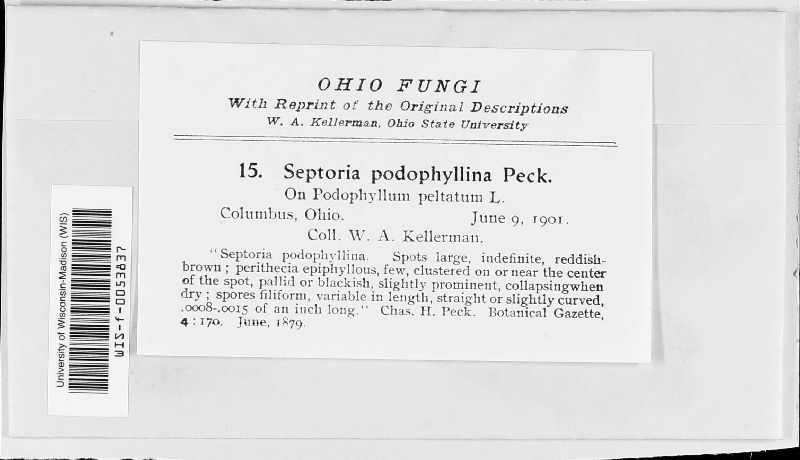 OHIO FUNGI
With Reprint of the Original Descriptions
W. A. Kellerman, Ohio State University
15. Septoria podophyllina Peck.
On Podophyllum peltatum L.
Columbus, Ohio. June 9, 1901.
Coll. W. A. Kellerman.
"Septoria podophyllina. Spots large, indefinite, reddish-
brown; perithecia epiphyllous, few, clustered on or near the center
of the spot, pallid or blackish, slightly prominent, collapsingwhen
dry; spores filiform, variable in length, straight or slightly curved,
.0008-.0015 of an inch long." Chas. H. Peck. Botanical Gazette,
4:170. June, 1879.
University of Wisconsin-Madison (WIS)
WIS-f-0053837